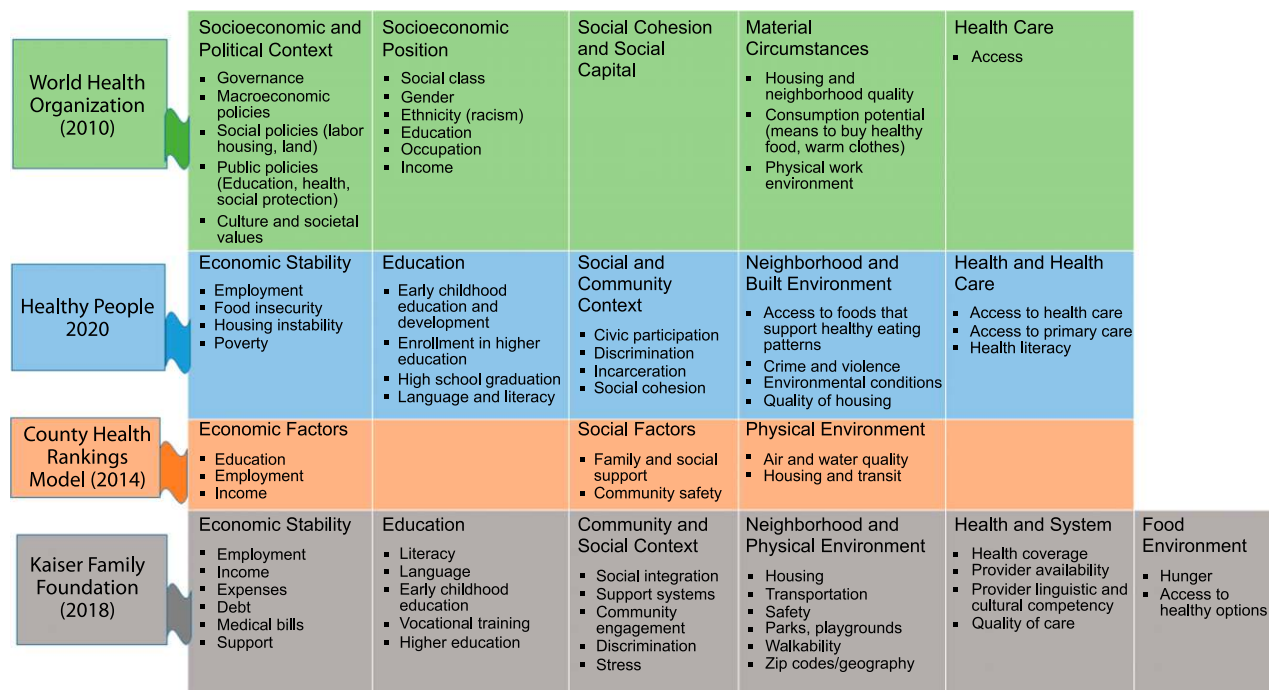 World Health
Organization
(2010)
Socioeconomic and
Political Context
▪ Governance
▪ Macroeconomic
policies
▪ Social policies (labor
housing, land)
▪ Public policies
(Education, health,
social protection)
▪ Culture and societal
values
Socioeconomic
Position
▪ Social class
▪ Gender
▪ Ethnicity (racism)
▪ Education
▪ Occupation
▪ Income
Social Cohesion
and Social
Capital
Material
Circumstances
▪ Housing and
neighborhood quality
▪ Consumption potential
(means to buy healthy
food, warm clothes)
▪ Physical work
environment
Health Care
▪ Access
Healthy People
2020
Economic Stability
▪ Employment
▪ Food insecurity
▪ Housing instability
▪ Poverty
Education
▪ Early childhood
education and
development
▪ Enrollment in higher
education
▪ High school graduation
▪ Language and literacy
Social and
Community
Context
▪ Civic participation
▪ Discrimination
▪ Incarceration
▪ Social cohesion
Neighborhood and
Built Environment
▪ Access to foods that
support healthy eating
patterns
▪ Crime and violence
▪ Environmental conditions
▪ Quality of housing
Health and Health
Care
▪ Access to health care
▪ Access to primary care
▪ Health literacy
County Health
Rankings
Model (2014)
Economic Factors
▪ Education
▪ Employment
▪ Income
Social Factors
▪ Family and social
support
▪ Community safety
Physical Environment
▪ Air and water quality
▪ Housing and transit
Kaiser Family
Foundation
(2018)
Economic Stability
▪ Employment
▪ Income
▪ Expenses
▪ Debt
▪ Medical bills
▪ Support
Education
▪ Literacy
▪ Language
▪ Early childhood
education
▪ Vocational training
▪ Higher education
Community and
Social Context
▪ Social integration
▪ Support systems
▪ Community
engagement
▪ Discrimination
▪ Stress
Neighborhood and
Physical Environment
▪ Housing
▪ Transportation
▪ Safety
▪ Parks, playgrounds
▪ Walkability
▪ Zip codes/geography
Health and System
▪ Health coverage
▪ Provider availability
▪ Provider linguistic and
cultural competency
▪ Quality of care
Food
Environment
▪ Hunger
▪ Access to
healthy options